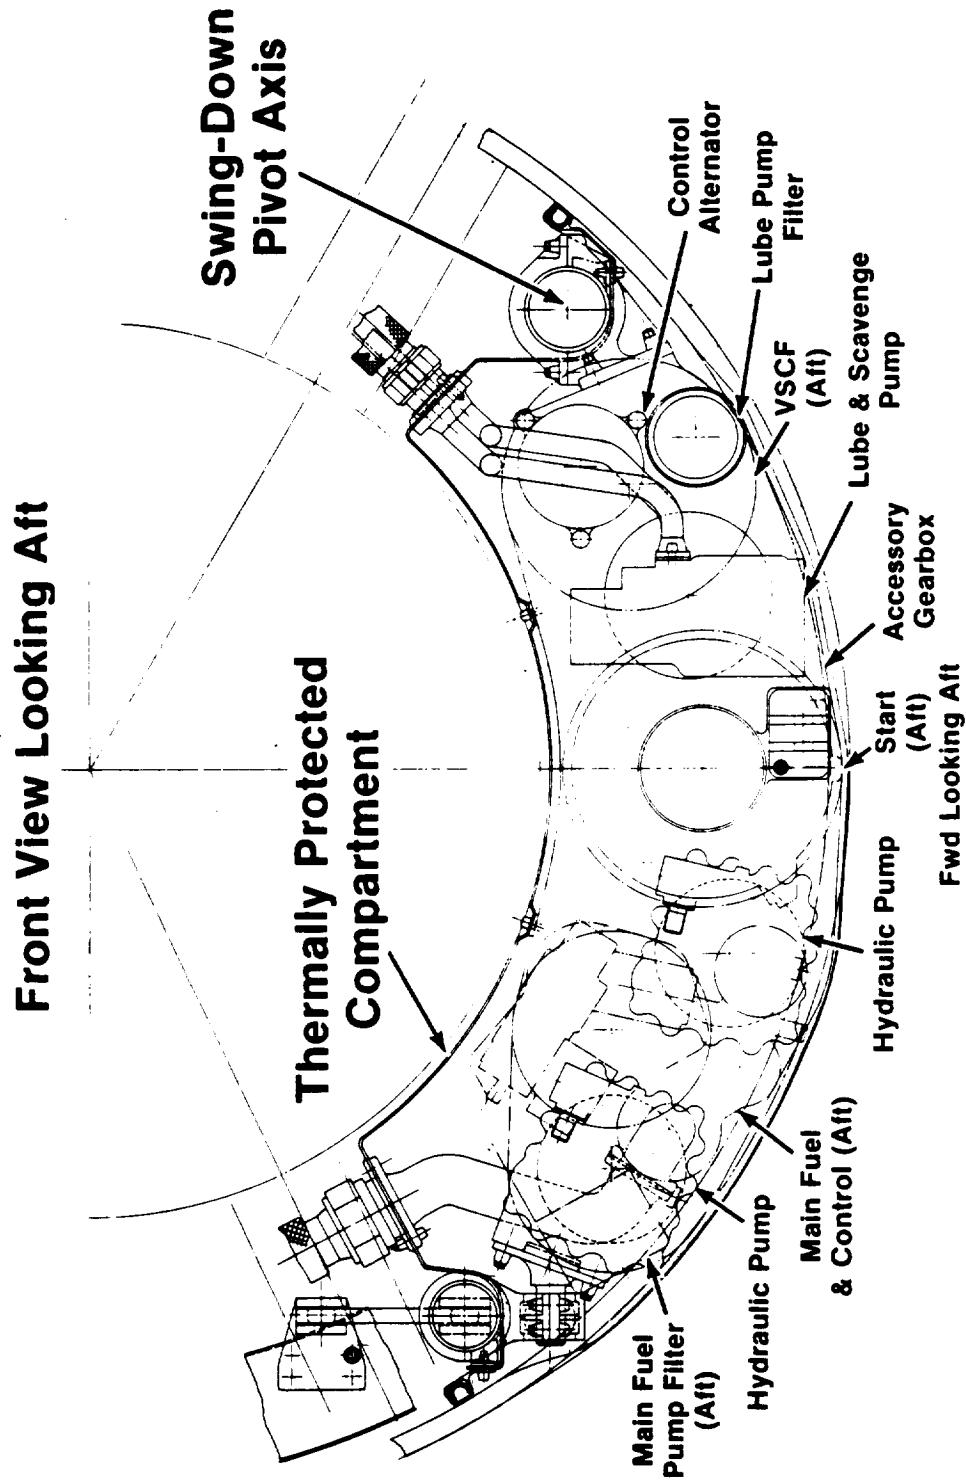 Front View Looking Aft
Swing-Down
Pivot Axis
Thermally Protected
Compartment
Control
Alternator
Lube Pump
Filter
VSCF
(Aft)
Lube & Scavenge
Pump
Accessory
Gearbox
Start
(Aft)
Fwd Looking Aft
Hydraulic Pump
Main Fuel
& Control (Aft)
Hydraulic Pump
Main Fuel
Pump Filter
(Aft)